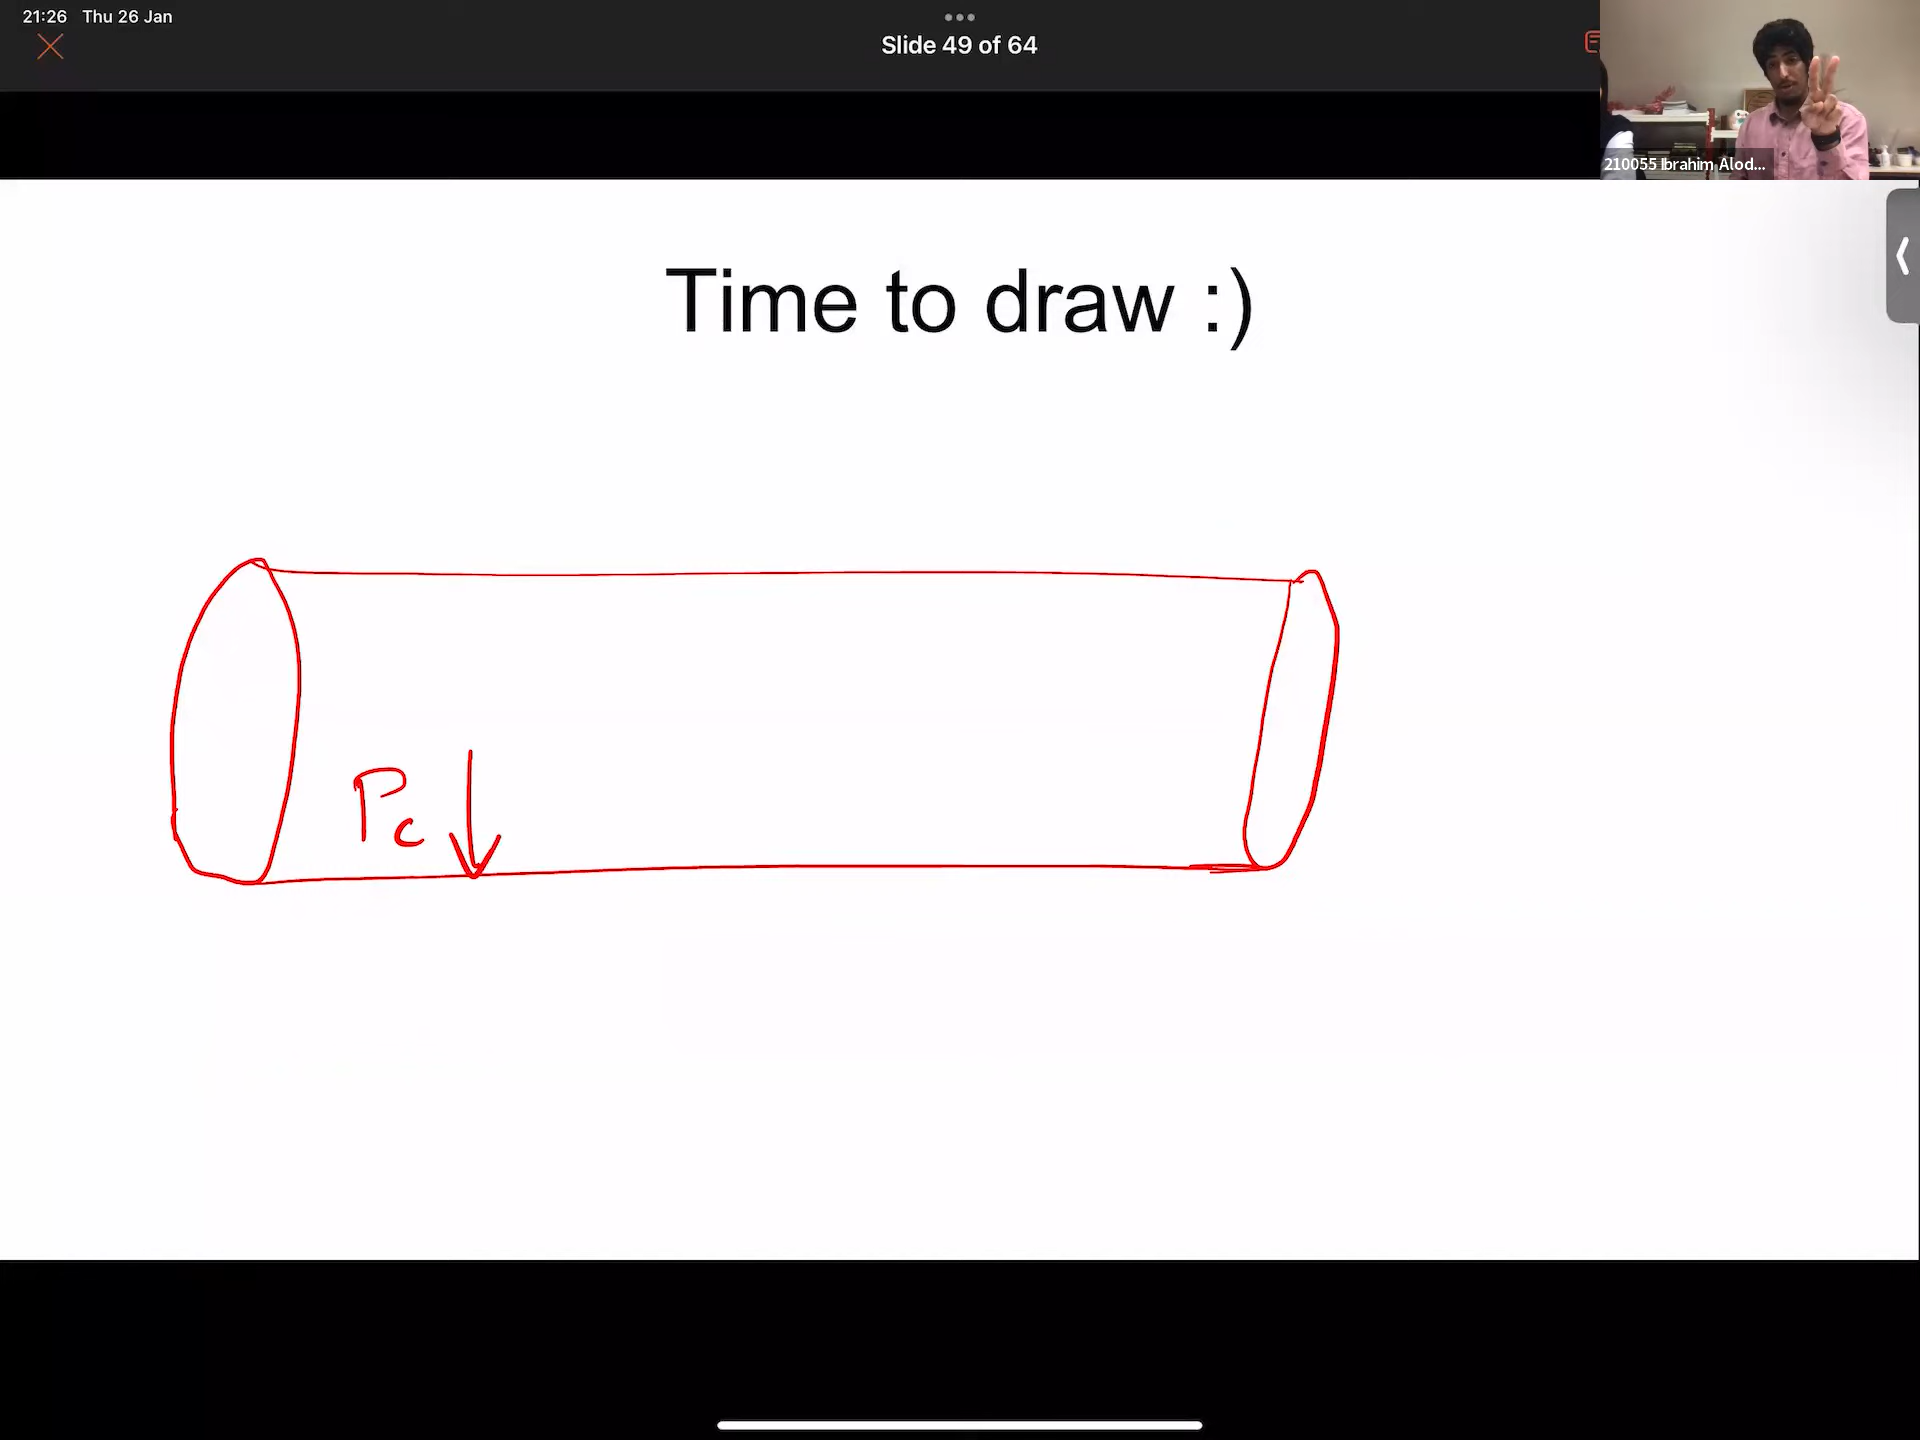 21:26 Thu 26 Jan
Slide 49 of 64
210055 Ibrahim Alod...
Time to draw :)
Pc